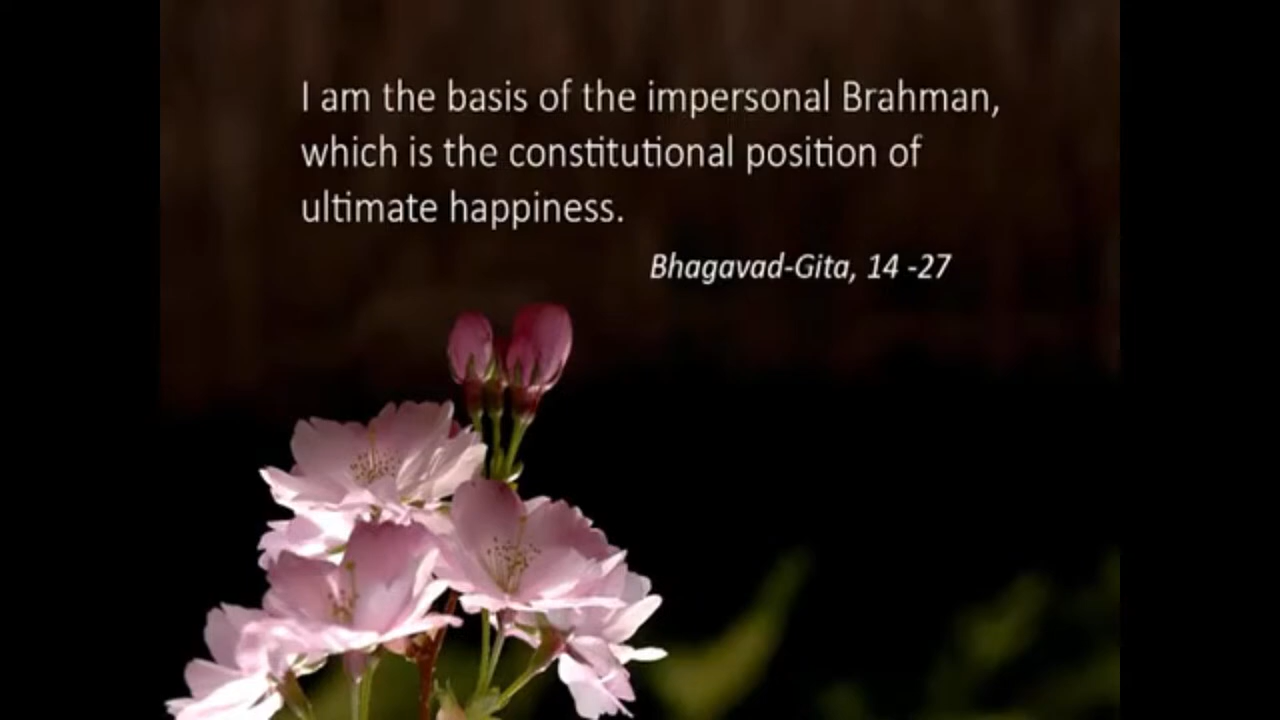 I am the basis of the impersonal Brahman,
which is the constitutional position of
ultimate happiness.
Bhagavad-Gita, 14 -27